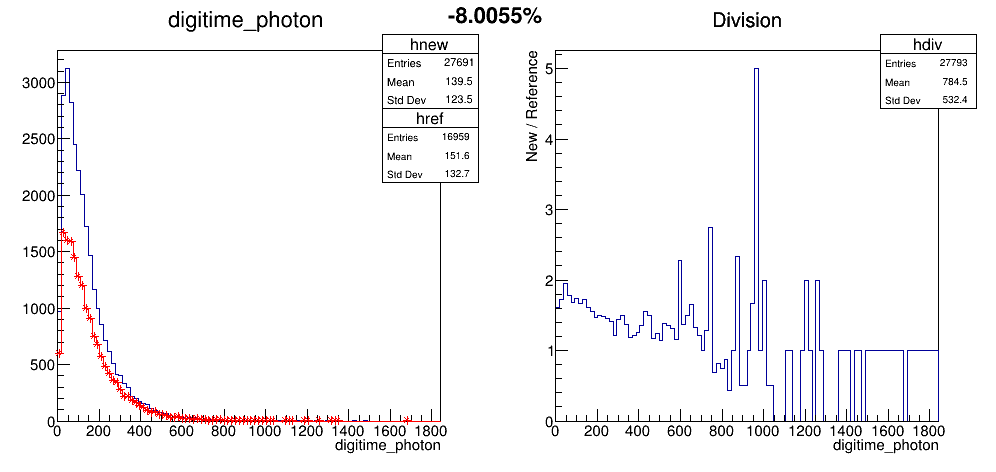 digitime_photon
-8.0055%
Division
hnew
Entries 27691
Mean 139.5
Std Dev 123.5
href
Entries 16959
Mean 151.6
Std Dev 132.7
3000
2500
2000
1500
1000
500
0
0 200 400 600 800 1000 1200 1400 1600 1800
digitime_photon
hdiv
Entries 27793
Mean 784.5
Std Dev 532.4
New / Reference
5
4
3
2
1
0
0 200 400 600 800 1000 1200 1400 1600 1800
digitime_photon